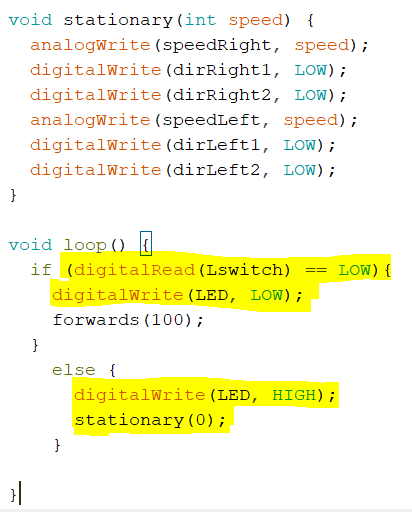 void stationary(int speed) {
analogWrite(speedRight, speed);
digitalWrite(dirRight1, LOW);
digitalWrite(dirRight2, LOW);
analogWrite(speedLeft, speed);
digitalWrite(dirLeft1, LOW);
digitalWrite(dirLeft2, LOW);
}
void loop() {
if (digitalRead(Lswitch) == LOW){
digitalWrite(LED, LOW);
forwards(100);
}
else {
digitalWrite(LED, HIGH);
stationary(0);
}
}